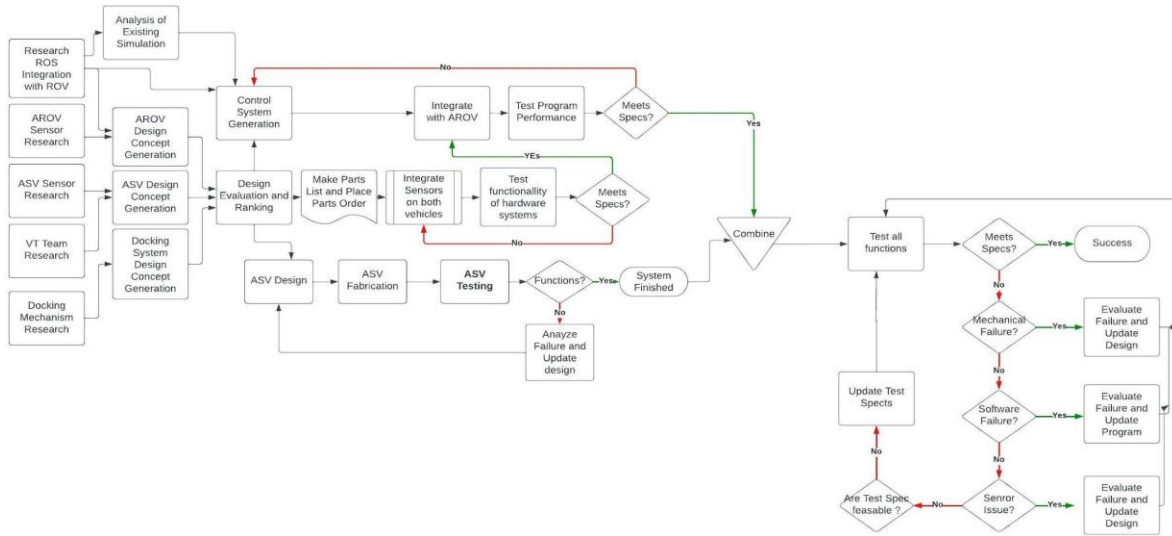 Analysis of
Existing
Simulation
Research
ROS
Integration
with ROV
AROV
Sensor
Research
ASV Sensor
Research
VT Team
Research
Docking
Mechanism
Research
AROV
Design
Concept
Generation
ASV Design
Concept
Generation
Docking
System
Design
Concept
Generation
Control
System
Generation
Design
Evaluation and
Ranking
No
Integrate
with AROV
Test Program
Performance
Meets
Specs?
Yes
YEs
Make Parts
List and Place
Parts Order
Integrate
Sensors
on both
vehicles
Test
functionallity
of hardware
systems
Meets
Specs?
No
ASV Design
ASV
Fabrication
ASV
Testing
Functions?
Yes
System
Finished
No
Anayze
Failure and
Update
design
Combine
Test all
functions
Meets
Specs?
Yes
Success
No
Mechanical
Failure?
Yes
Evaluate
Failure and
Update
Design
No
Software
Failure?
Yes
Evaluate
Failure and
Update
Program
No
Senror
Issue?
Yes
Evaluate
Failure and
Update
Design
No
Are Test Spec
feasable ?
No
Update Test
Spects